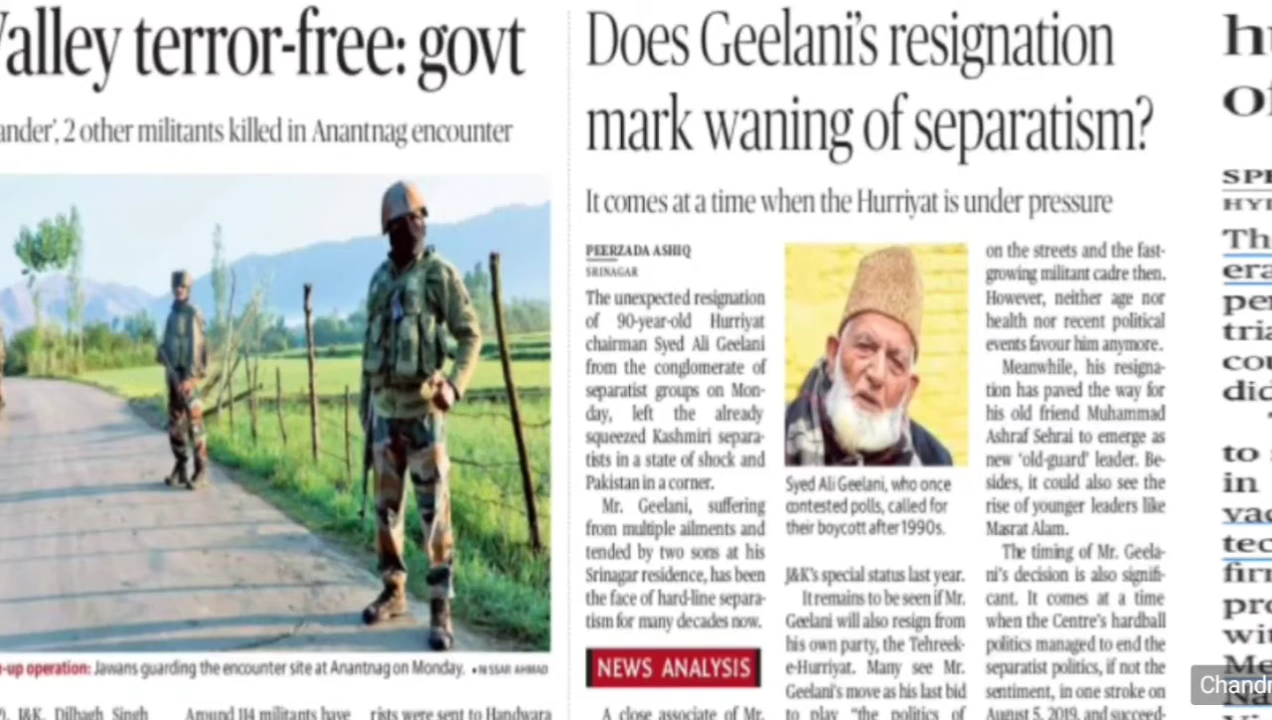 Valley terror-free: govt
ander', 2 other militants killed in Anantnag encounter
-up operation: Jawans guarding the encounter site at Anantnag on Monday. • NISSAR AHMAD
J&K, Dilbagh Singh
Around 114 militants have
rists were sent to Handwara
Does Geelani's resignation
mark waning of separatism?
It comes at a time when the Hurriyat is under pressure
PEERZADA ASHIQ
SRINAGAR
The unexpected resignation
of 90-year-old Hurriyat
chairman Syed Ali Geelani
from the conglomerate of
separatist groups on Mon-
day, left the already
squeezed Kashmiri separa-
tists in a state of shock and
Pakistan in a corner.
Mr. Geelani, suffering
from multiple ailments and
tended by two sons at his
Srinagar residence, has been
the face of hard-line separa-
tism for many decades now.
NEWS ANALYSIS
A close associate of Mr.
Syed Ali Geelani, who once
contested polls, called for
their boycott after 1990s.
J&K's special status last year.
It remains to be seen if Mr.
Geelani will also resign from
his own party, the Tehreek-
e-Hurriyat. Many see Mr.
Geelani's move as his last bid
to play "the politics of
on the streets and the fast-
growing militant cadre then.
However, neither age nor
health nor recent political
events favour him anymore.
Meanwhile, his resigna-
tion has paved the way for
his old friend Muhammad
Ashraf Sehrai to emerge as
new 'old-guard' leader. Be-
sides, it could also see the
rise of younger leaders like
Masrat Alam.
The timing of Mr. Geela-
ni's decision is also signifi-
cant. It comes at a time
when the Centre's hardball
politics managed to end the
separatist politics, if not the
sentiment, in one stroke on
August 5, 2019, and succeed-
hu
of
SPE
HYD
Th
era
per
tria
cou
did
to
in
vac
tec
firm
pro
wit
Me
Na
Chandr